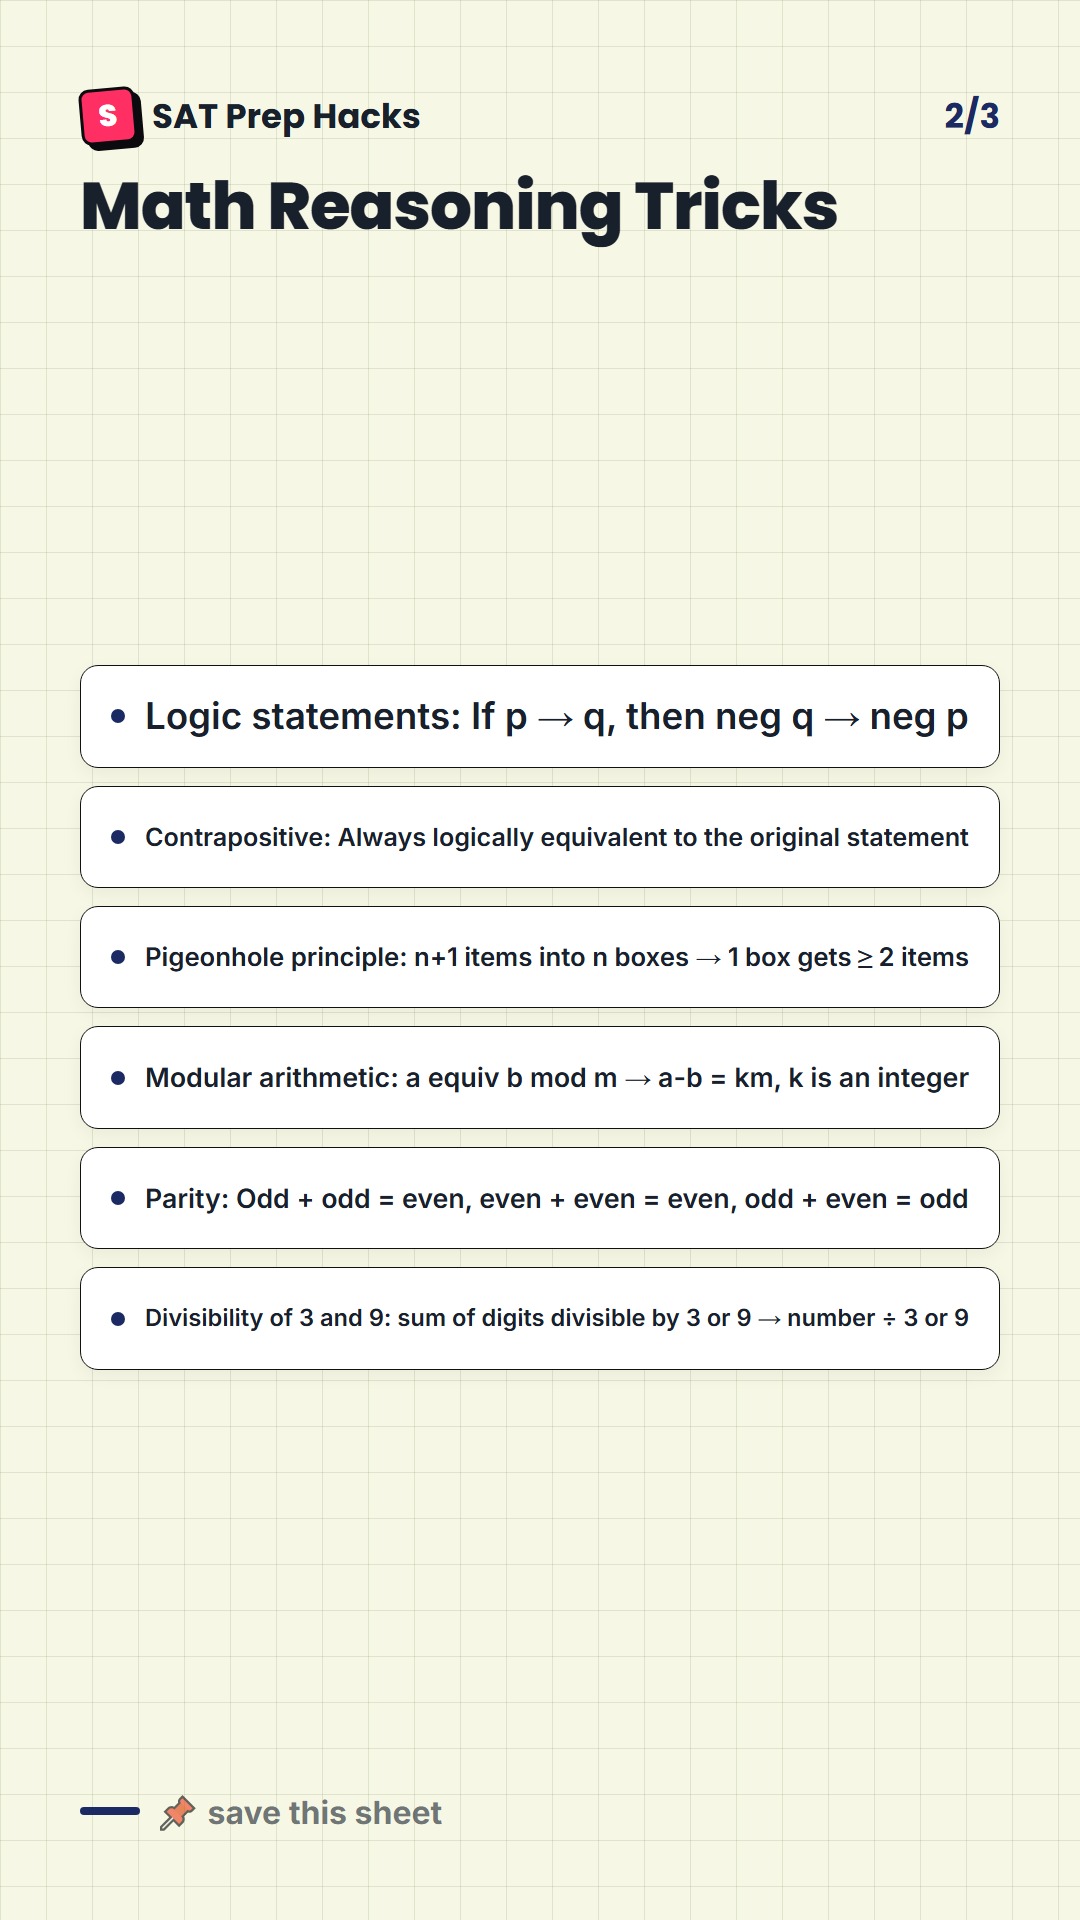 S SAT Prep Hacks 2/3
Math Reasoning Tricks
• Logic statements: If p → q, then neg q → neg p
• Contrapositive: Always logically equivalent to the original statement
• Pigeonhole principle: n+1 items into n boxes → 1 box gets ≥ 2 items
• Modular arithmetic: a equiv b mod m → a-b = km, k is an integer
• Parity: Odd + odd = even, even + even = even, odd + even = odd
• Divisibility of 3 and 9: sum of digits divisible by 3 or 9 → number ÷ 3 or 9
📌 save this sheet